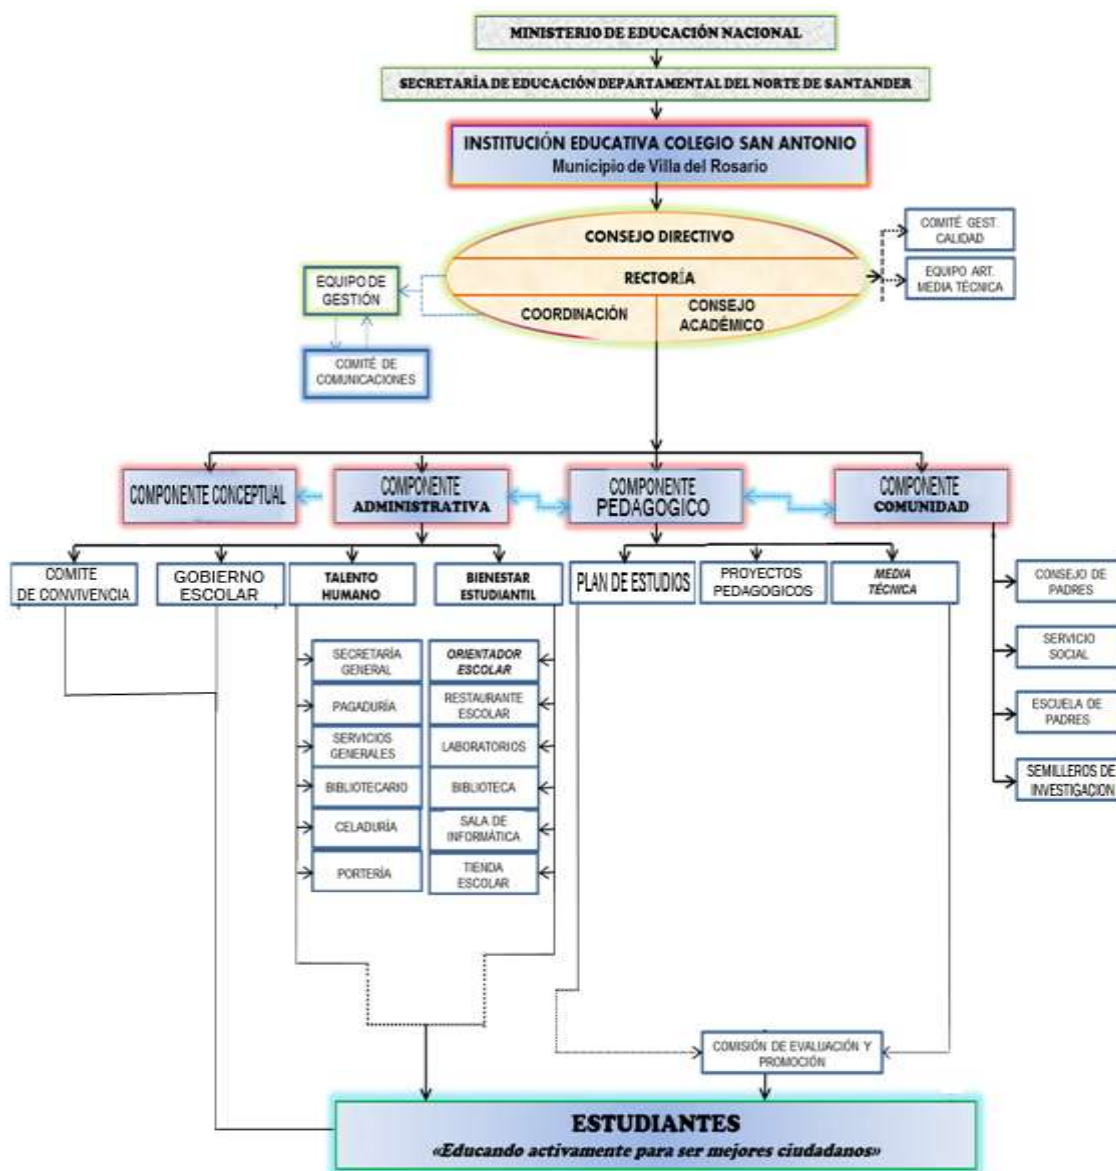 MINISTERIO DE EDUCACIÓN NACIONAL
SECRETARÍA DE EDUCACIÓN DEPARTAMENTAL DEL NORTE DE SANTANDER
INSTITUCIÓN EDUCATIVA COLEGIO SAN ANTONIO
Municipio de Villa del Rosario
CONSEJO DIRECTIVO
RECTORÍA
COORDINACIÓN
CONSEJO
ACADÉMICO
COMITÉ GEST.
CALIDAD
EQUIPO ART.
MEDIA TÉCNICA
EQUIPO DE
GESTIÓN
COMITÉ DE
COMUNICACIONES
COMPONENTE CONCEPTUAL
COMPONENTE
ADMINISTRATIVA
COMPONENTE
PEDAGOGICO
COMPONENTE
COMUNIDAD
COMITE
DE CONVIVENCIA
GOBIERNO
ESCOLAR
TALENTO
HUMANO
BIENESTAR
ESTUDIANTIL
PLAN DE ESTUDIOS
PROYECTOS
PEDAGOGICOS
MEDIA
TÉCNICA
CONSEJO DE
PADRES
SERVICIO
SOCIAL
ESCUELA DE
PADRES
SEMILLEROS DE
INVESTIGACION
SECRETARÍA
GENERAL
PAGADURÍA
SERVICIOS
GENERALES
BIBLIOTECARIO
CELADURÍA
PORTERÍA
ORIENTADOR
ESCOLAR
RESTAURANTE
ESCOLAR
LABORATORIOS
BIBLIOTECA
SALA DE
INFORMÁTICA
TIENDA
ESCOLAR
COMISIÓN DE EVALUACIÓN Y
PROMOCIÓN
ESTUDIANTES
«Educando activamente para ser mejores ciudadanos»